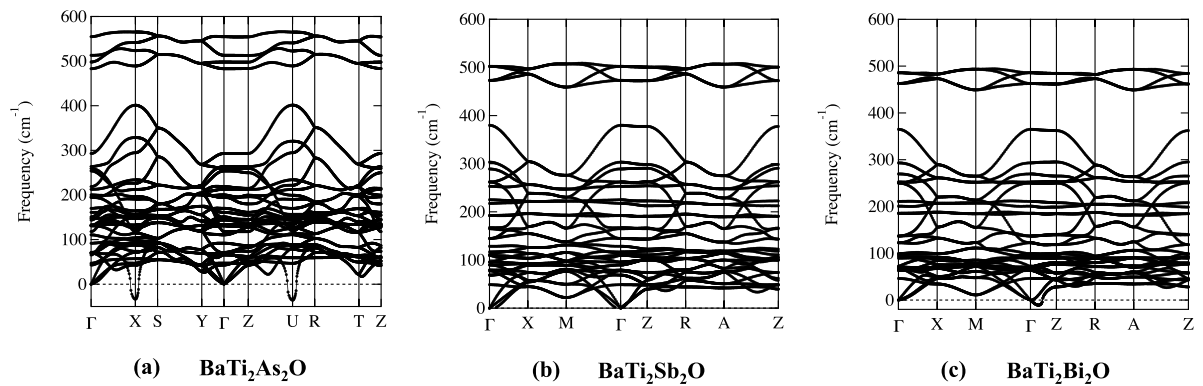 600
500
400
300
200
100
0
Frequency (cm⁻¹)
Γ X S Y Γ Z U R T Z
(a) BaTi₂As₂O
600
500
400
300
200
100
0
Frequency (cm⁻¹)
Γ X M Γ Z R A Z
(b) BaTi₂Sb₂O
600
500
400
300
200
100
0
Frequency (cm⁻¹)
Γ X M Γ Z R A Z
(c) BaTi₂Bi₂O